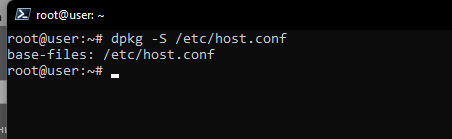 root@user: ~
root@user:~# dpkg -S /etc/host.conf
base-files: /etc/host.conf
root@user:~#